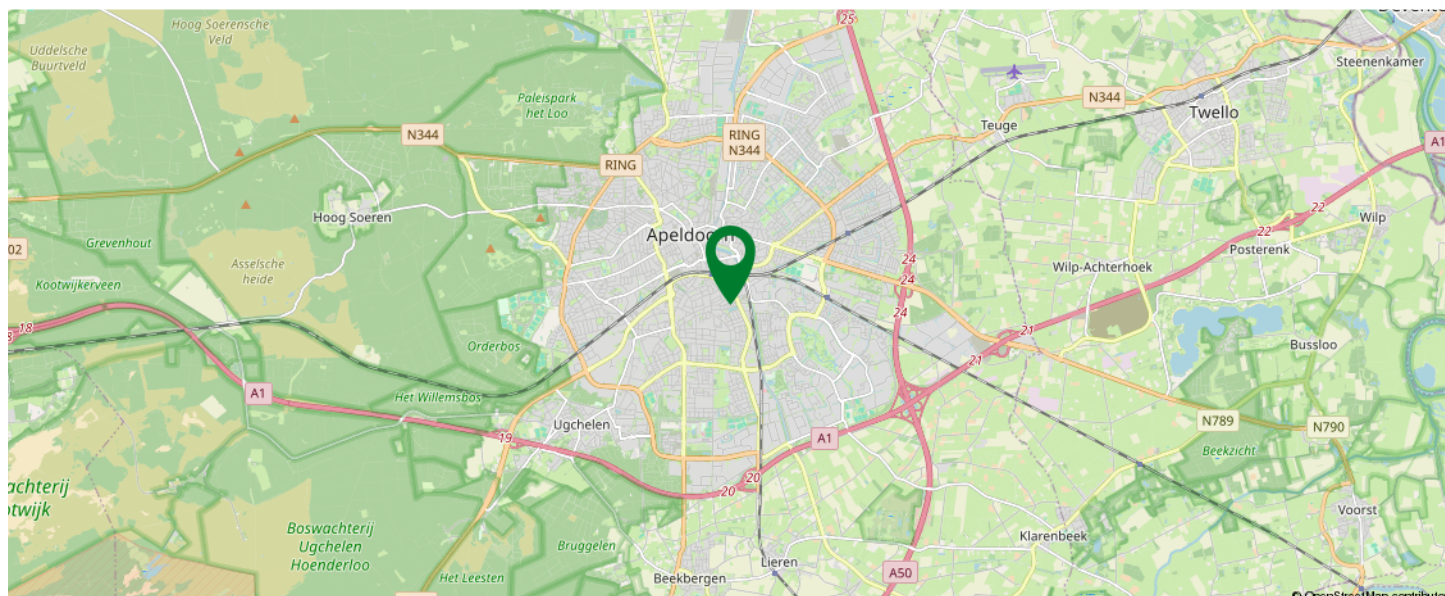 Hoog Soerensche
Veld
25
Uddelsche
Buurtveld
Steenenkamer
Paleispark
het Loo
N344
Twello
N344
Teuge
RING
N344
A1
RING
Hoog Soeren
22
Wilp
Apeldoorn
22
Grevenhout
02
Posterenk
Asselsche
heide
24
Wilp-Achterhoek
24
Kootwijkerveen
24
18
21
Bussloo
Orderbos
21
A1
Het Willemsbos
Ugchelen
19
A1
N789
N790
Beekzicht
20
20
Boswachterij
Ugchelen
Hoenderloo
Voorst
Klarenbeek
Bruggelen
Lieren
Het Leesten
Beekbergen
A50
© OpenStreetMap contribute